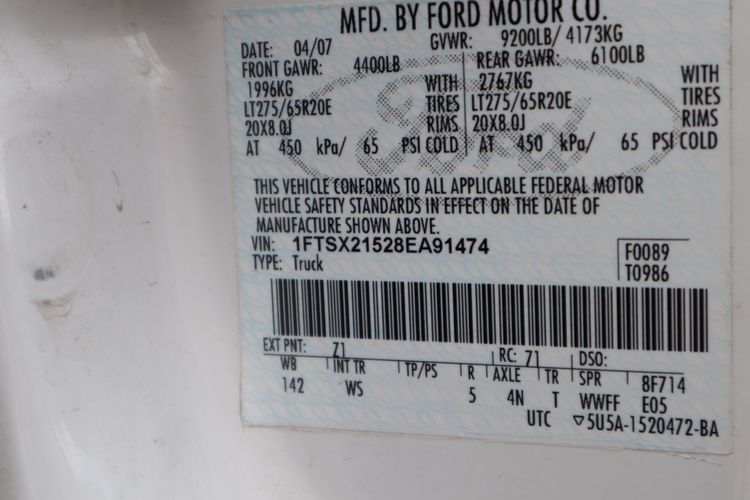 MFD. BY FORD MOTOR CO.
DATE: 04/07 GVWR: 9200LB/ 4173KG
FRONT GAWR: 4400LB REAR GAWR: 6100LB
1996KG WITH 2767KG WITH
LT275/65R20E TIRES LT275/65R20E TIRES
20X8.0J RIMS 20X8.0J RIMS
AT 450 kPa/ 65 PSI COLD AT 450 kPa/ 65 PSI COLD
Ford
THIS VEHICLE CONFORMS TO ALL APPLICABLE FEDERAL MOTOR
VEHICLE SAFETY STANDARDS IN EFFECT ON THE DATE OF
MANUFACTURE SHOWN ABOVE.
VIN: 1FTSX21528EA91474 F0089
TYPE: Truck T0986
EXT PNT: Z1 RC: 71 DSO:
WB INT TR TP/PS R AXLE TR SPR 8F714
142 WS 5 4N T WWFF E05
UTC ▽5U5A-1520472-BA